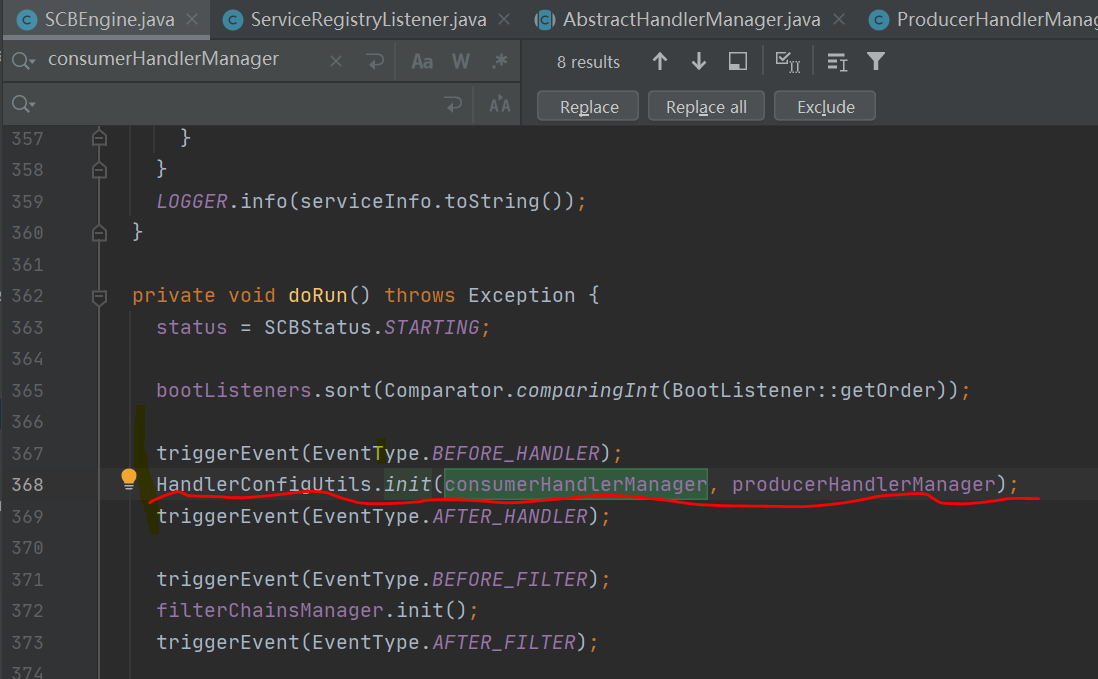 SCBEngine.java ServiceRegistryListener.java AbstractHandlerManager.java ProducerHandlerManag
consumerHandlerManager Aa W .* 8 results
Replace Replace all Exclude
357 }
358 }
359 LOGGER.info(serviceInfo.toString());
360 }
361
362 private void doRun() throws Exception {
363 status = SCBStatus.STARTING;
364
365 bootListeners.sort(Comparator.comparingInt(BootListener::getOrder));
366
367 triggerEvent(EventType.BEFORE_HANDLER);
368 HandlerConfigUtils.init(consumerHandlerManager, producerHandlerManager);
369 triggerEvent(EventType.AFTER_HANDLER);
370
371 triggerEvent(EventType.BEFORE_FILTER);
372 filterChainsManager.init();
373 triggerEvent(EventType.AFTER_FILTER);
374